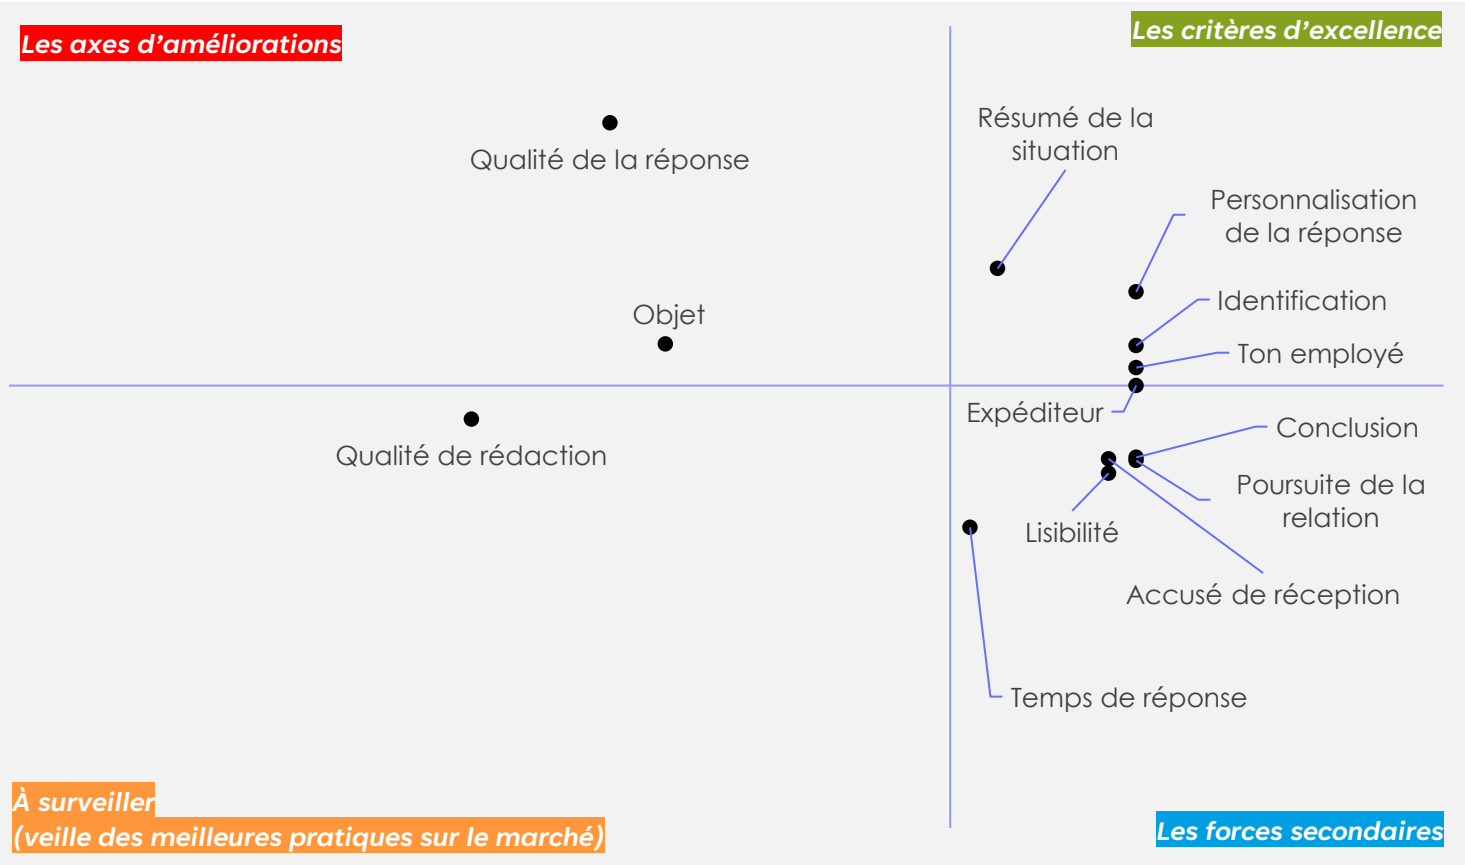 Les axes d’améliorations
Les critères d’excellence
Résumé de la
situation
Qualité de la réponse
Personnalisation
de la réponse
Identification
Objet
Ton employé
Expéditeur
Conclusion
Qualité de rédaction
Poursuite de la
relation
Lisibilité
Accusé de réception
Temps de réponse
À surveiller
(veille des meilleures pratiques sur le marché)
Les forces secondaires